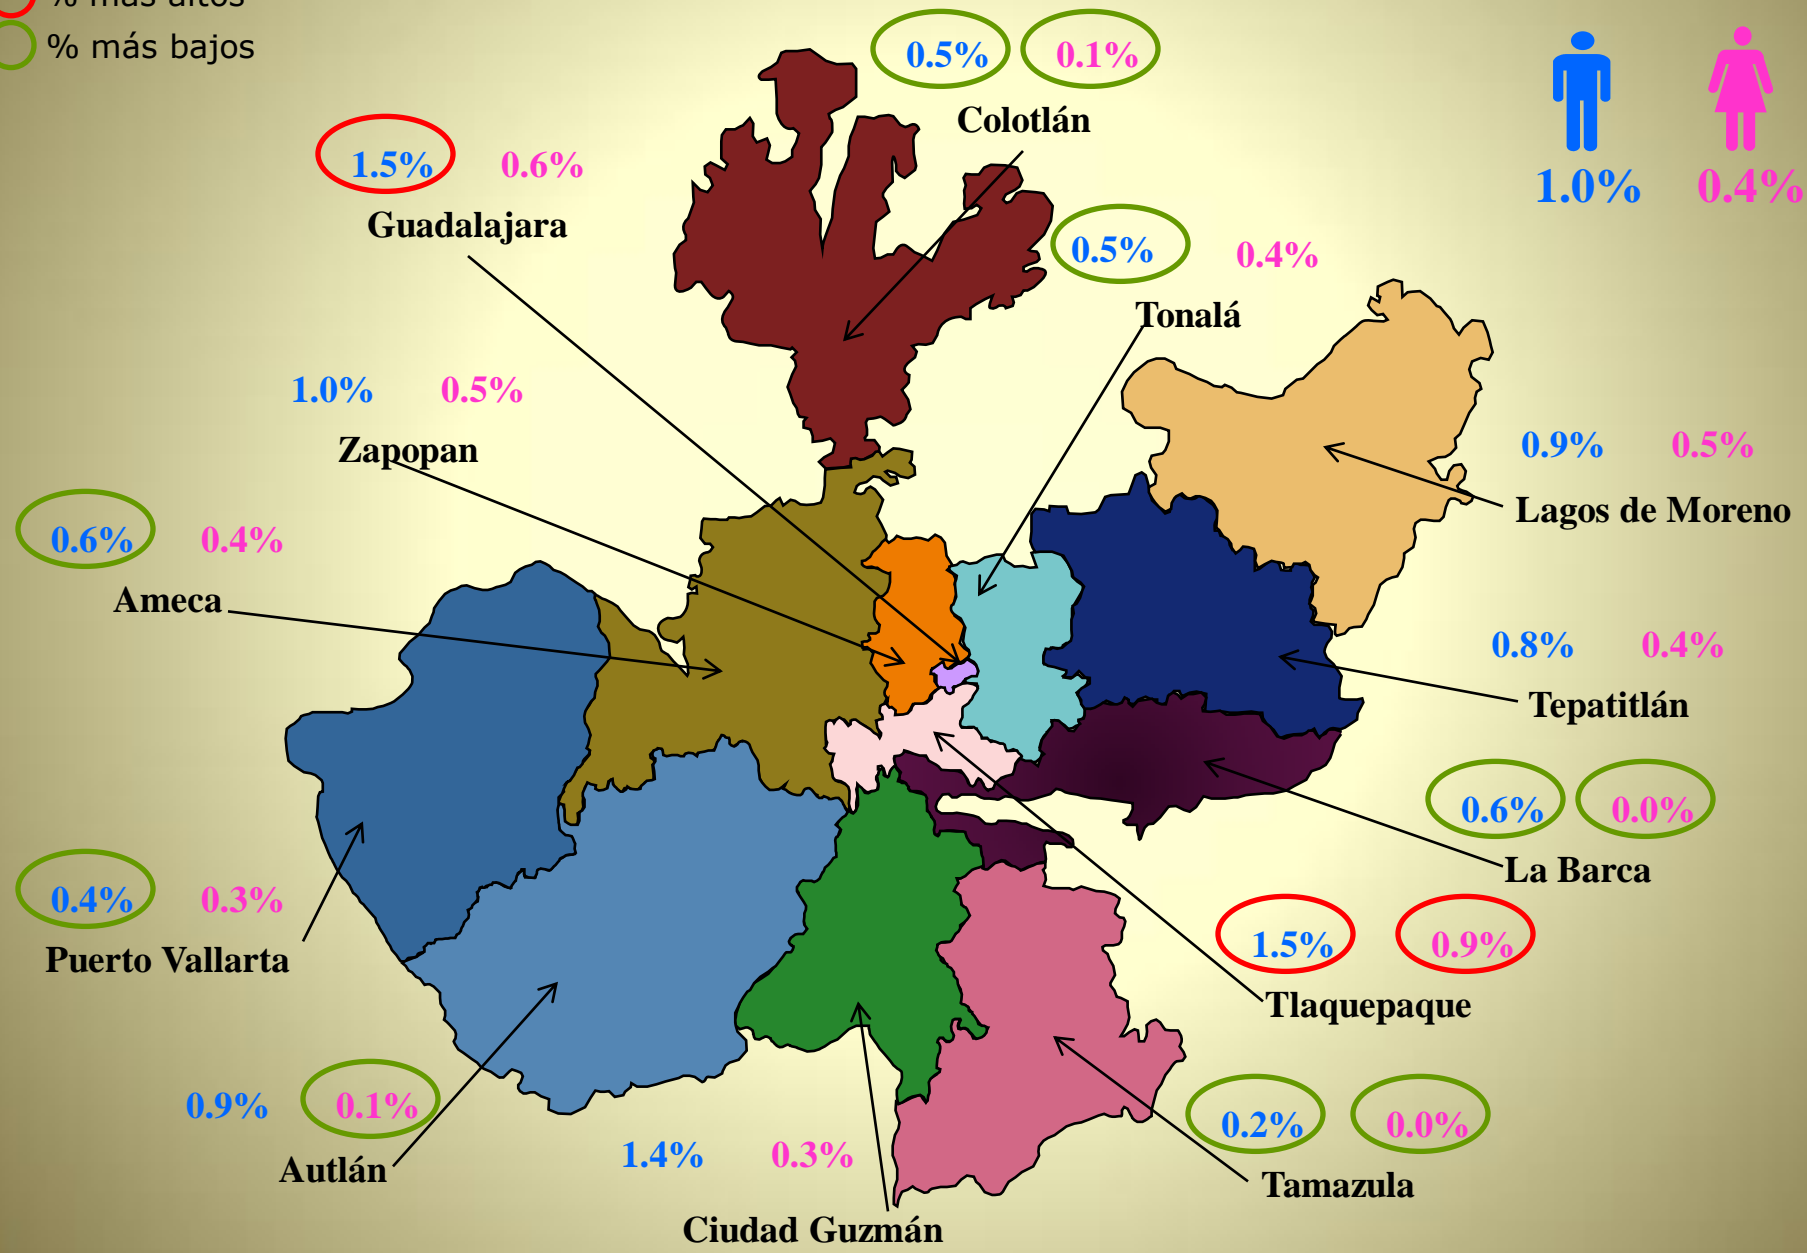 % más altos
% más bajos
0.5% 0.1%
Colotlán
1.0% 0.4%
1.5% 0.6%
Guadalajara
0.5% 0.4%
Tonalá
1.0% 0.5%
Zapopan
0.9% 0.5%
Lagos de Moreno
0.6% 0.4%
Ameca
0.8% 0.4%
Tepatitlán
0.6% 0.0%
La Barca
0.4% 0.3%
Puerto Vallarta
1.5% 0.9%
Tlaquepaque
0.9% 0.1%
Autlán
1.4% 0.3%
Ciudad Guzmán
0.2% 0.0%
Tamazula